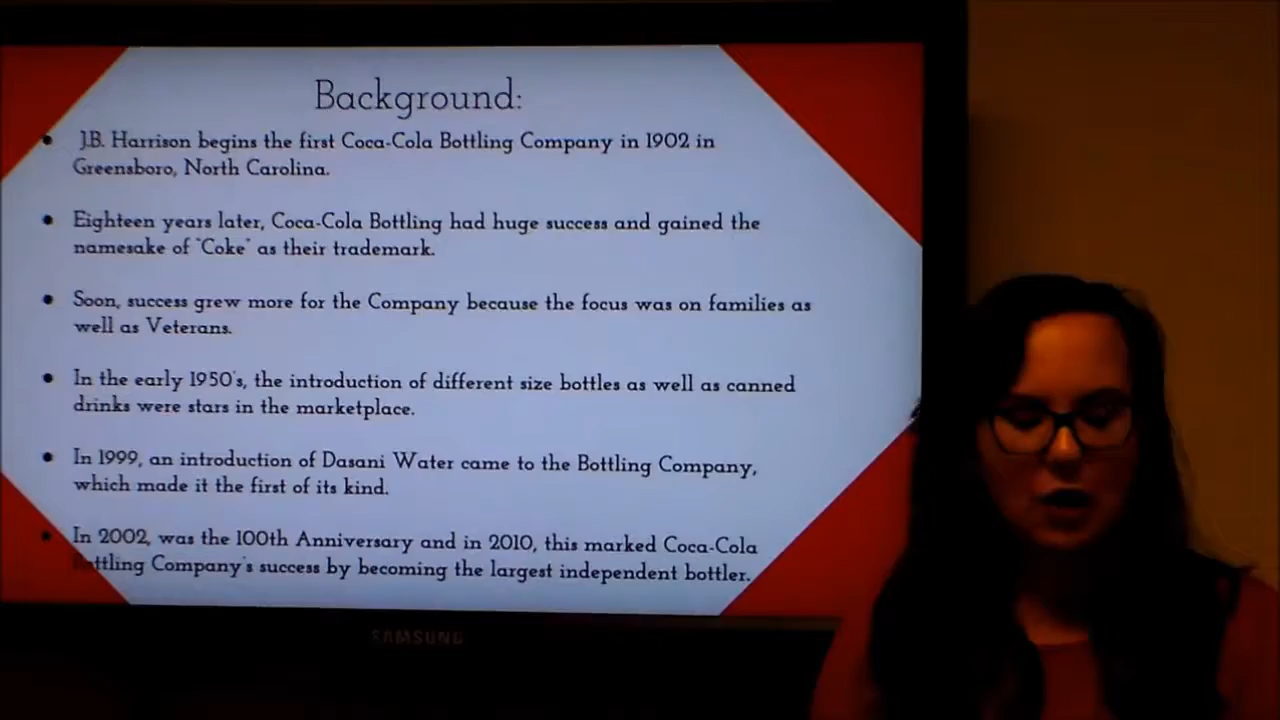 Background:
J.B. Harrison begins the first Coca-Cola Bottling Company in 1902 in
Greensboro, North Carolina.
Eighteen years later, Coca-Cola Bottling had huge success and gained the
namesake of "Coke" as their trademark.
Soon, success grew more for the Company because the focus was on families as
well as Veterans.
In the early 1950's, the introduction of different size bottles as well as canned
drinks were stars in the marketplace.
In 1999, an introduction of Dasani Water came to the Bottling Company,
which made it the first of its kind.
In 2002, was the 100th Anniversary and in 2010, this marked Coca-Cola
Bottling Company's success by becoming the largest independent bottler.
SAMSUNG